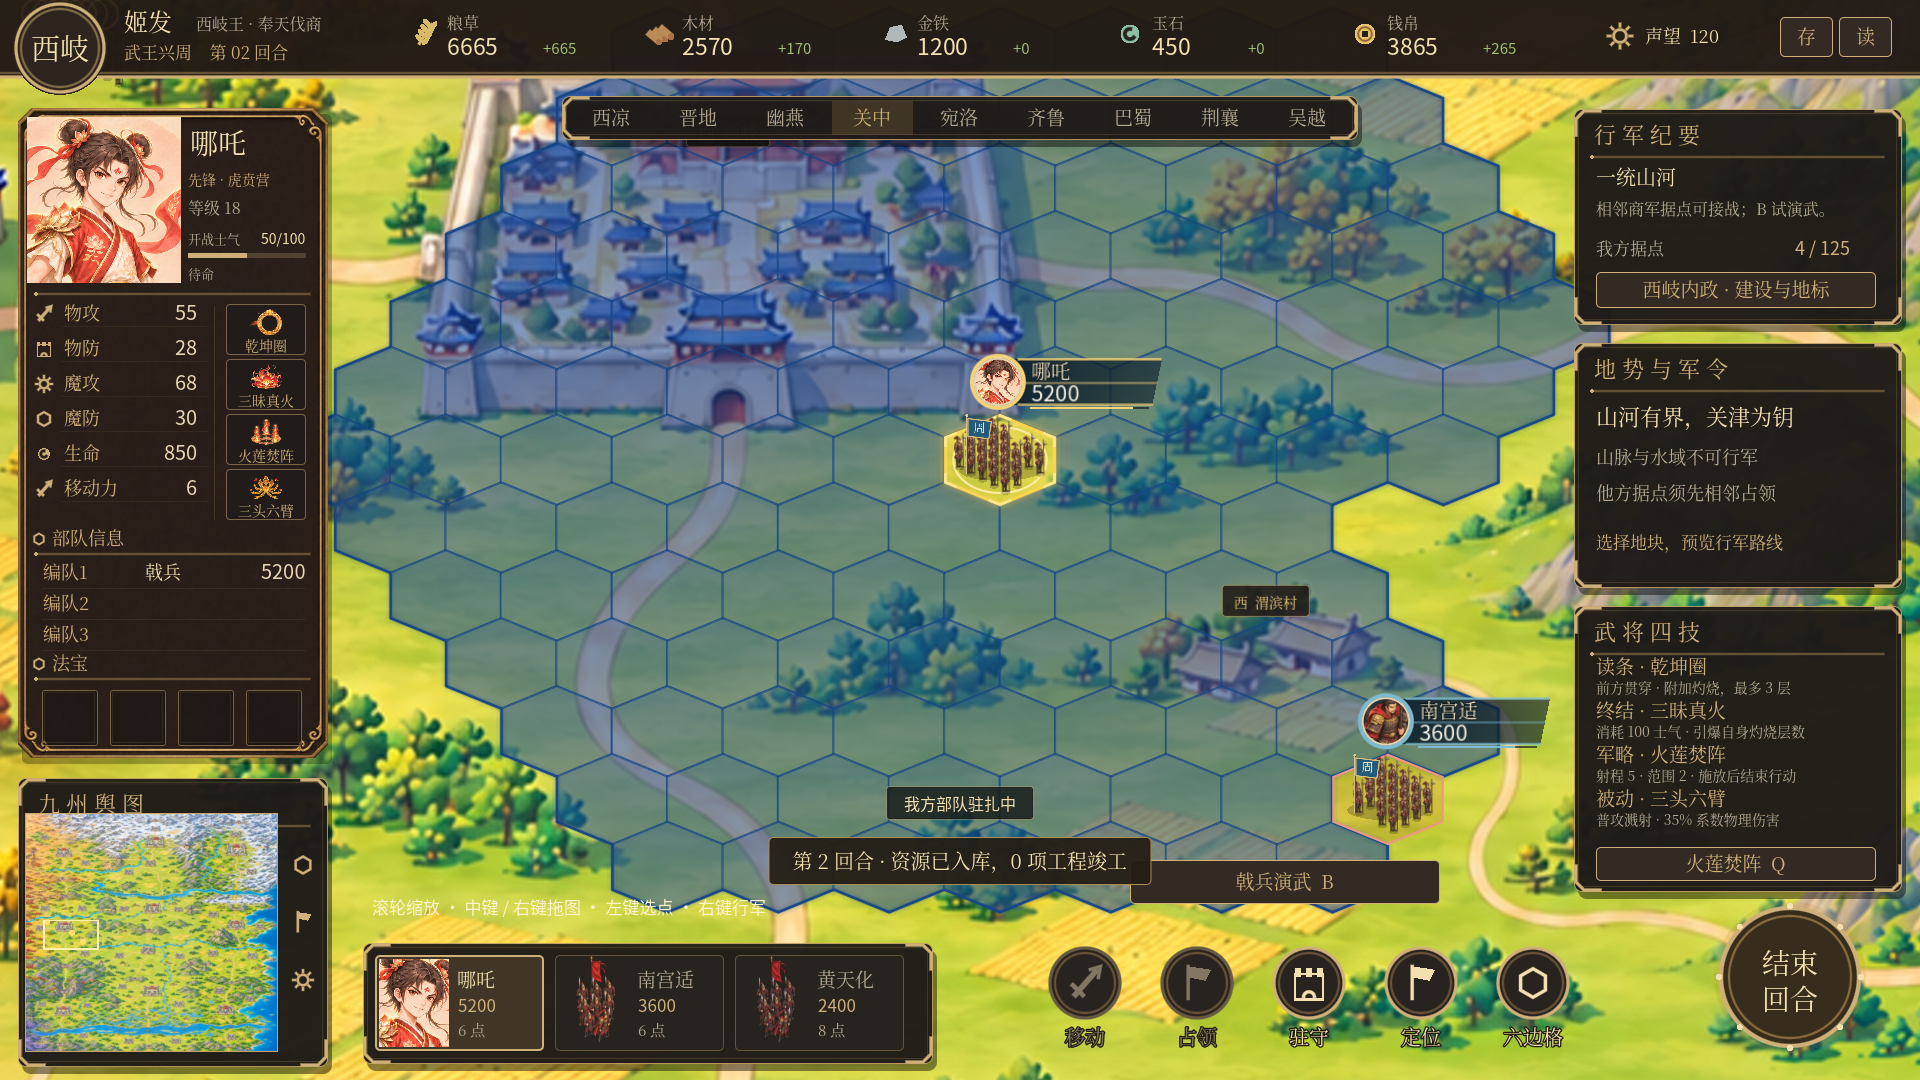 西岐
姬发 西岐王 · 奉天伐商
武王兴周 第 02 回合
粮草 6665 +665
木材 2570 +170
金铁 1200 +0
玉石 450 +0
钱帛 3865 +265
声望 120
存 读
西凉 晋地 幽燕 关中 宛洛 齐鲁 巴蜀 荆襄 吴越
哪吒
先锋 · 虎贲营
等级 18
开战士气 50/100
待命
物攻 55
物防 28
魔攻 68
魔防 30
生命 850
移动力 6
乾坤圈
三昧真火
火莲焚阵
三头六臂
部队信息
编队1 戟兵 5200
编队2
编队3
法宝
九州舆图
哪吒
5200
周
西 渭滨村
南宫适
3600
周
我方部队驻扎中
第 2 回合 · 资源已入库，0 项工程竣工
戟兵演武 B
滚轮缩放 · 中键 / 右键拖图 · 左键选点 · 右键行军
哪吒
5200
6 点
南宫适
3600
6 点
黄天化
2400
8 点
移动 占领 驻守 定位 六边格
行军纪要
一统山河
相邻商军据点可接战；B 试演武。
我方据点 4 / 125
西岐内政 · 建设与地标
地势与军令
山河有界，关津为钥
山脉与水域不可行军
他方据点须先相邻占领
选择地块，预览行军路线
武将四技
读条 · 乾坤圈
前方贯穿 · 附加灼烧，最多 3 层
终结 · 三昧真火
消耗 100 士气 · 引爆自身灼烧层数
军略 · 火莲焚阵
射程 5 · 范围 2 · 施放后结束行动
被动 · 三头六臂
普攻溅射 · 35% 系数物理伤害
火莲焚阵 Q
结束
回合